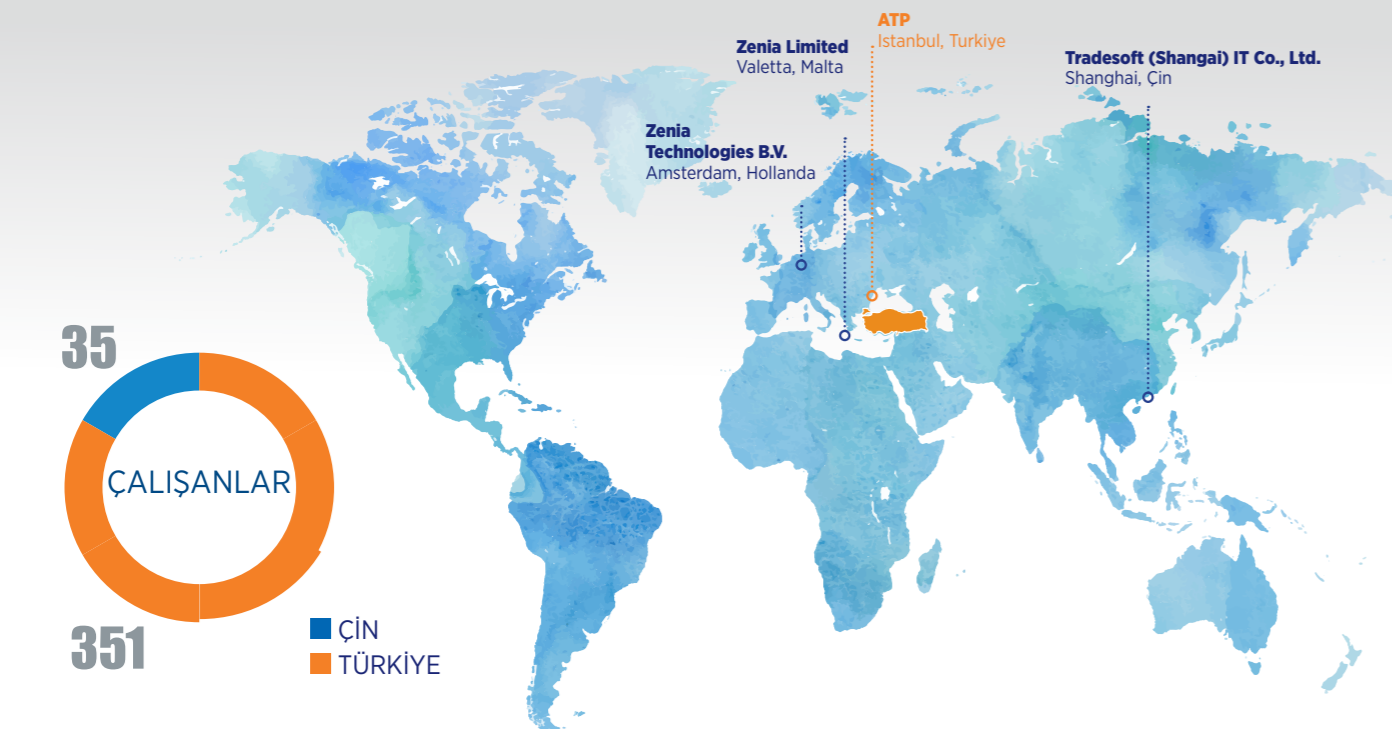 ATP
Istanbul, Turkiye
Zenia Limited
Valetta, Malta
Tradesoft (Shangai) IT Co., Ltd.
Shanghai, Çin
Zenia
Technologies B.V.
Amsterdam, Hollanda
35
ÇALIŞANLAR
351
ÇİN
TÜRKİYE